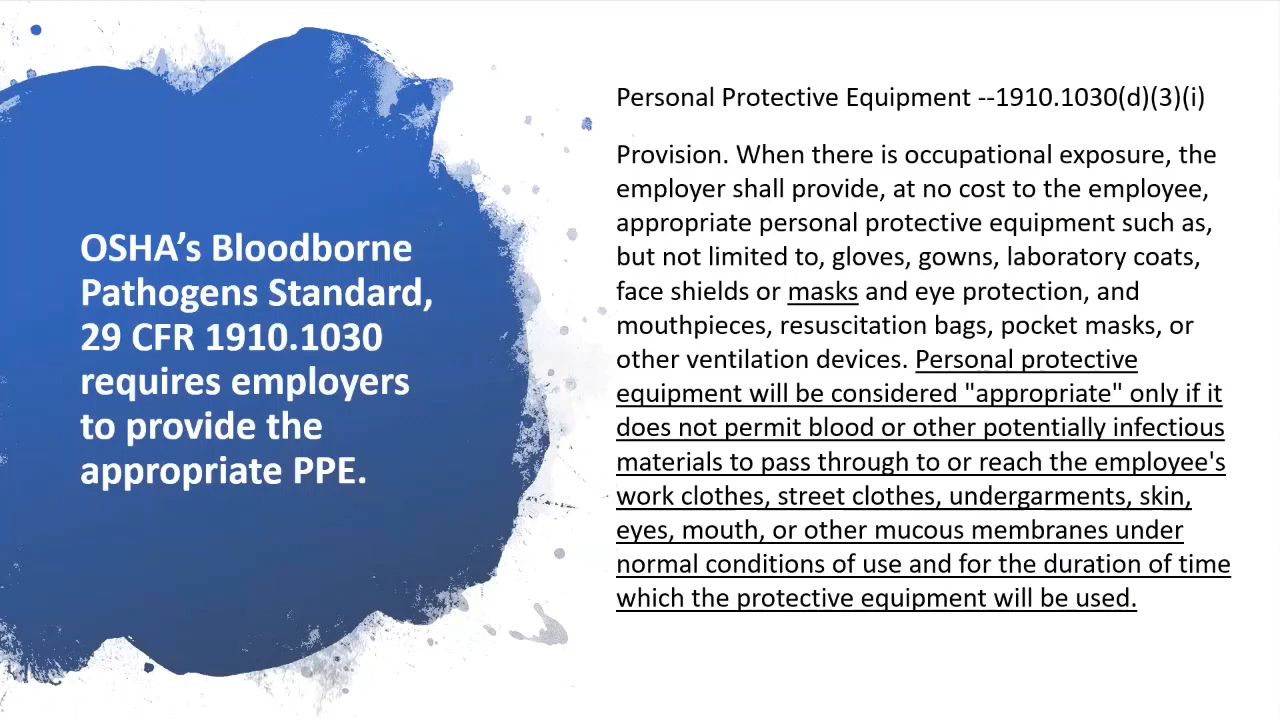 OSHA’s Bloodborne
Pathogens Standard,
29 CFR 1910.1030
requires employers
to provide the
appropriate PPE.
Personal Protective Equipment --1910.1030(d)(3)(i)
Provision. When there is occupational exposure, the
employer shall provide, at no cost to the employee,
appropriate personal protective equipment such as,
but not limited to, gloves, gowns, laboratory coats,
face shields or masks and eye protection, and
mouthpieces, resuscitation bags, pocket masks, or
other ventilation devices. Personal protective
equipment will be considered "appropriate" only if it
does not permit blood or other potentially infectious
materials to pass through to or reach the employee's
work clothes, street clothes, undergarments, skin,
eyes, mouth, or other mucous membranes under
normal conditions of use and for the duration of time
which the protective equipment will be used.